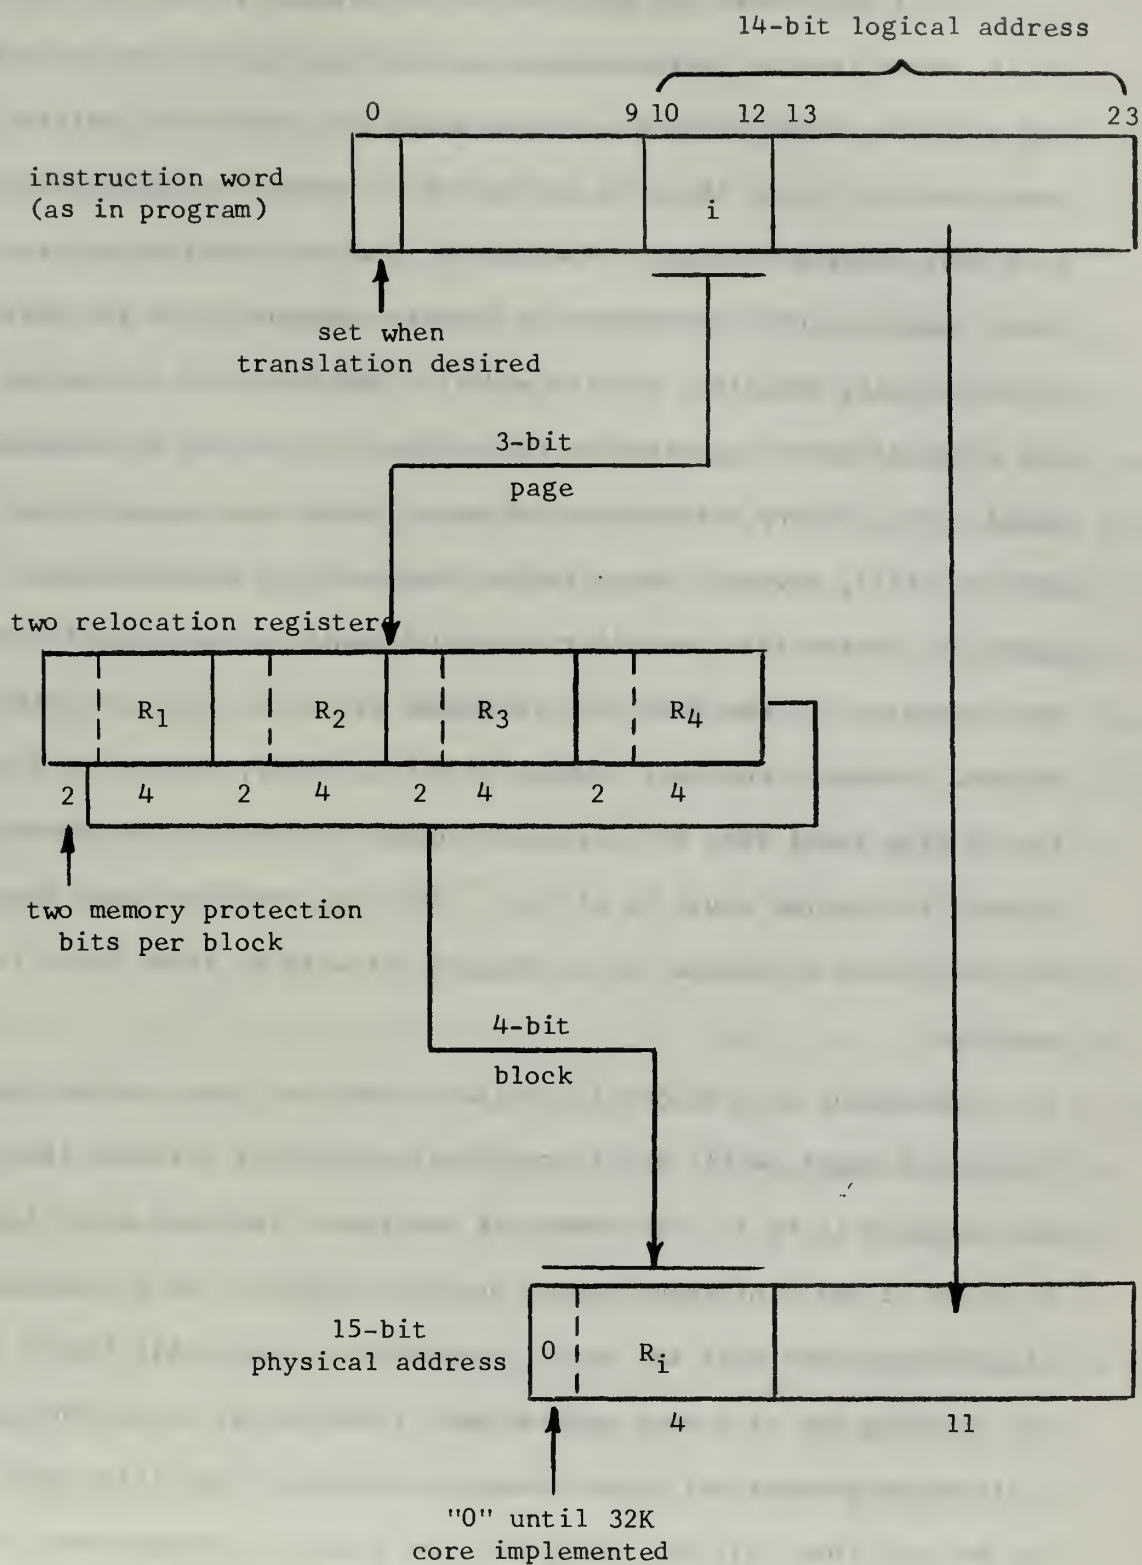 14-bit logical address
0 9 10 12 13 23
instruction word
(as in program)
i
set when
translation desired
3-bit
page
two relocation registers
R1 R2 R3 R4
2 4 2 4 2 4 2 4
two memory protection
bits per block
4-bit
block
15-bit
physical address
0 Ri
4 11
"0" until 32K
core implemented